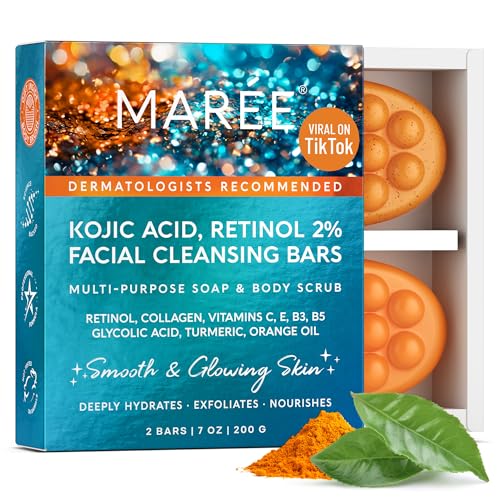 MAREE®
VIRAL ON
TikTok
DERMATOLOGISTS RECOMMENDED
KOJIC ACID, RETINOL 2%
FACIAL CLEANSING BARS
MULTI-PURPOSE SOAP & BODY SCRUB
RETINOL, COLLAGEN, VITAMINS C, E, B3, B5
GLYCOLIC ACID, TURMERIC, ORANGE OIL
Smooth & Glowing Skin
DEEPLY HYDRATES · EXFOLIATES · NOURISHES
2 BARS | 7 OZ | 200 G